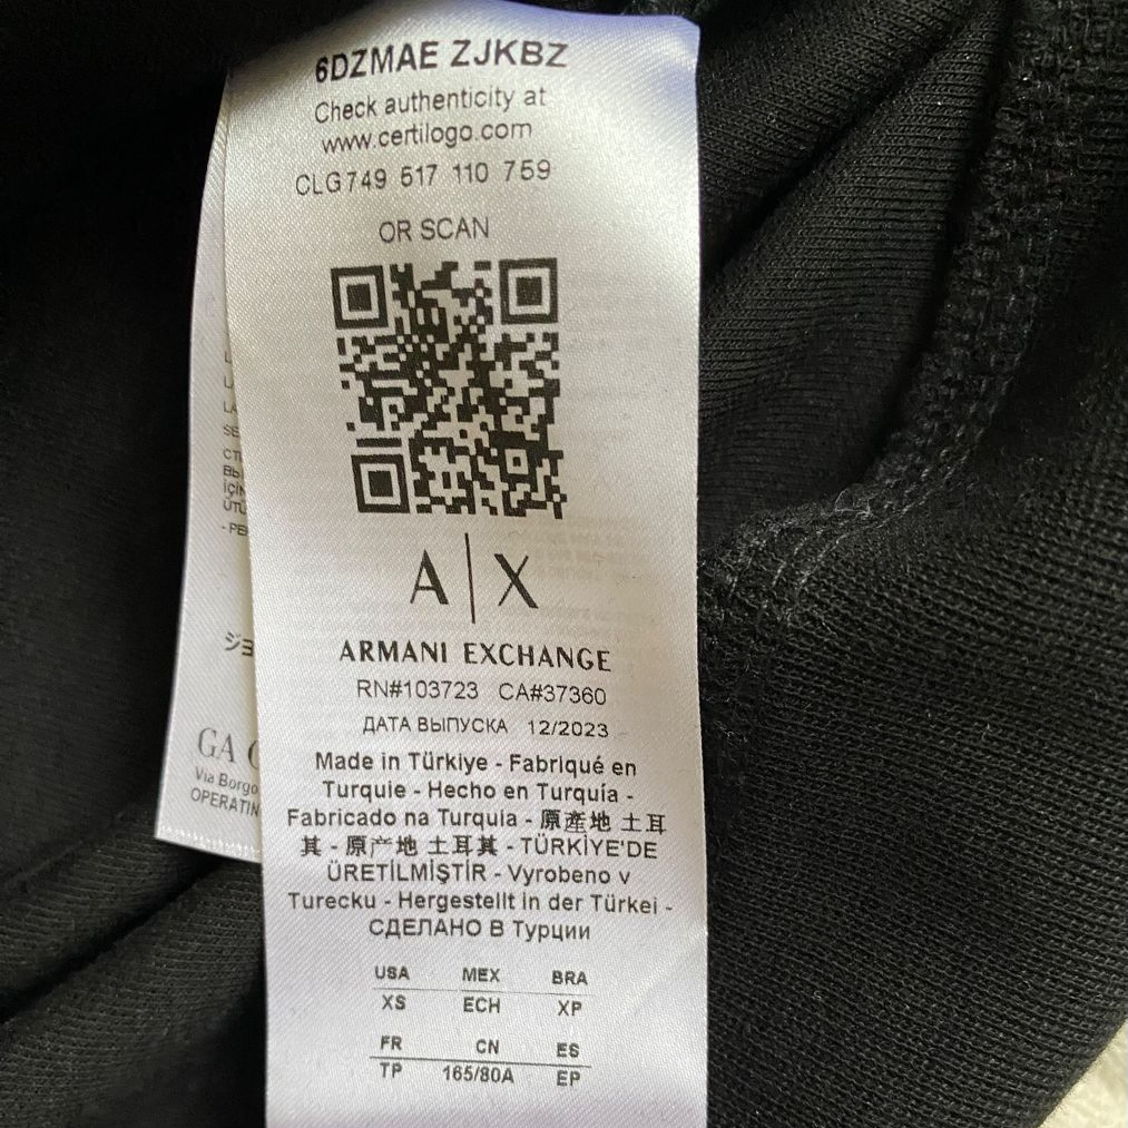 6DZMAE ZJKBZ
Check authenticity at
www.certilogo.com
CLG749 517 110 759
OR SCAN
A|X
ARMANI EXCHANGE
RN#103723 CA#37360
ДАТА ВЫПУСКА 12/2023
Made in Türkiye - Fabriqué en
Turquie - Hecho en Turquía -
Fabricado na Turquia - 原產地 土耳
其 - 原产地 土耳其 - TÜRKİYE'DE
ÜRETİLMİŞTİR - Vyrobeno v
Turecku - Hergestellt in der Türkei -
СДЕЛАНО В Турции
USA MEX BRA
XS ECH XP
FR CN ES
TP 165/80A EP
GA
Via Borgo